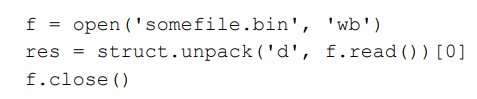 f = open('somefile.bin', 'wb')
res = struct.unpack('d', f.read())[0]
f.close()